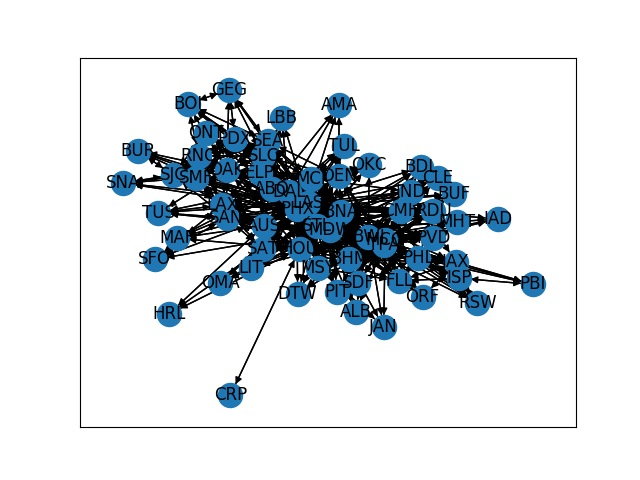 GEG
BOI
AMA
LBB
ONT
PDX
SEA
TUL
BUR
RNO
SLC
OKC
BDL
OAK
ELP
DEN
CLE
SNA
SJC
SMF
ABQ
DAL
IND
BUF
LAS
TUS
LAX
SAN
PHX
BNA
CMH
RDU
MHT
IAD
AUS
STL
MDW
MAF
BWI
PVD
SFO
SAT
HOU
TPA
LIT
MSY
BHM
PHL
JAX
OMA
SDF
FLL
ISP
PBI
DTW
PIT
ORF
RSW
HRL
ALB
JAN
CRP